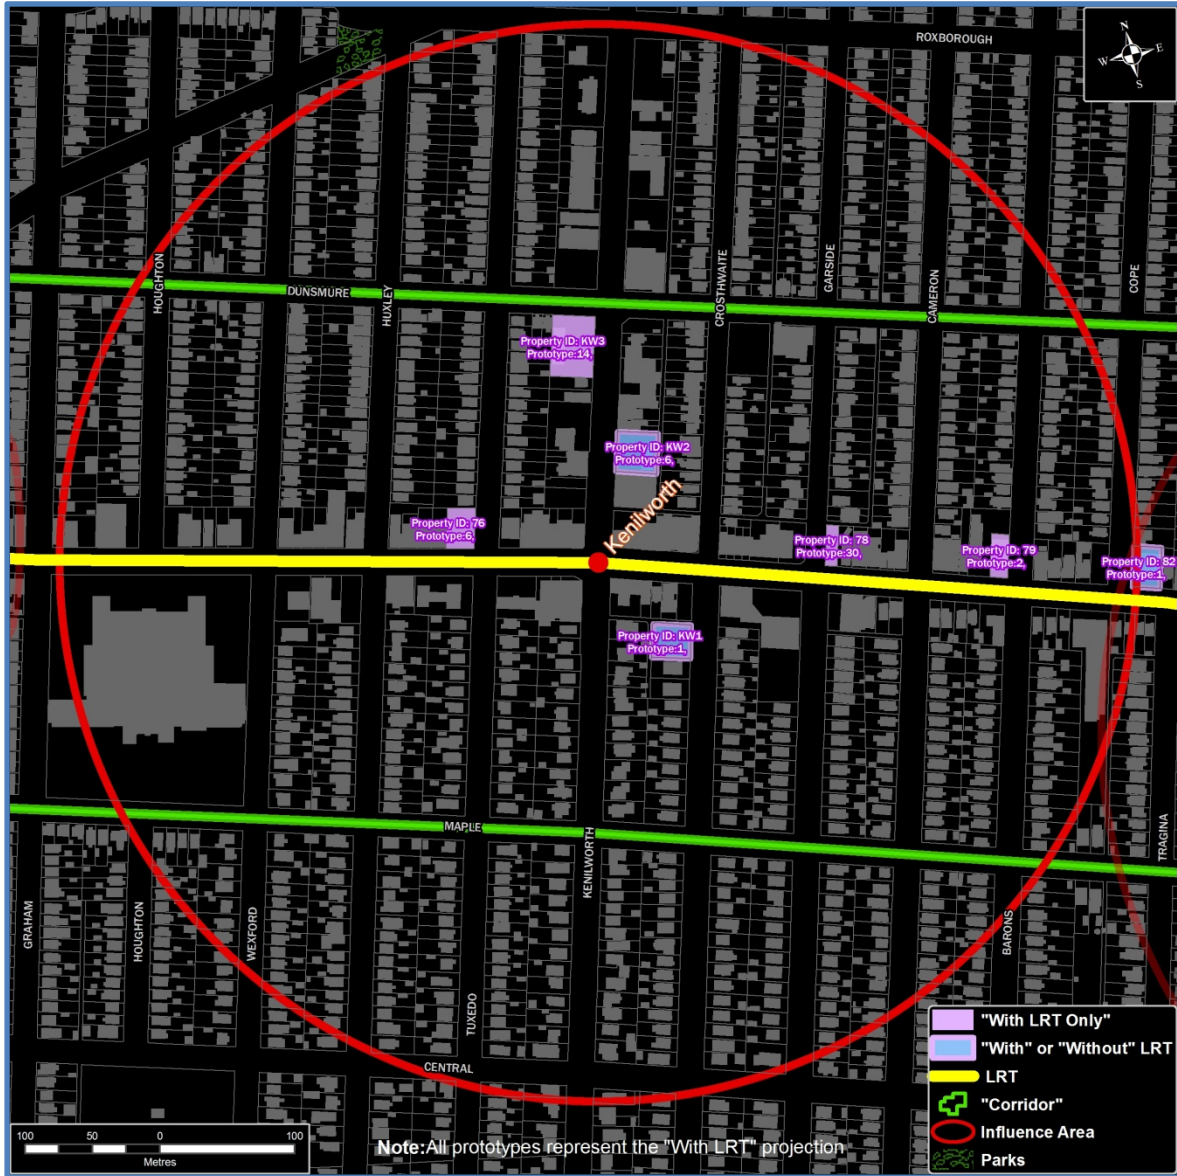 ROXBOROUGH
N
W E
S
HOUGHTON
DUNSMURE
HUXLEY
CROSTHWAITE
GARSIDE
CAMERON
COPE
Property ID: KW3
Prototype:14,
Property ID: KW2
Prototype:6,
Kenilworth
Property ID: 76
Prototype:6,
Property ID: 78
Prototype:30,
Property ID: 79
Prototype:2,
Property ID: 82
Prototype:1,
Property ID: KW1
Prototype:1,
MAPLE
KENILWORTH
TRAGINA
GRAHAM
HOUGHTON
WEXFORD
BARONS
TUXEDO
CENTRAL
"With LRT Only"
"With" or "Without" LRT
LRT
"Corridor"
Influence Area
Parks
100 50 0 100
Metres
Note:All prototypes represent the "With LRT" projection